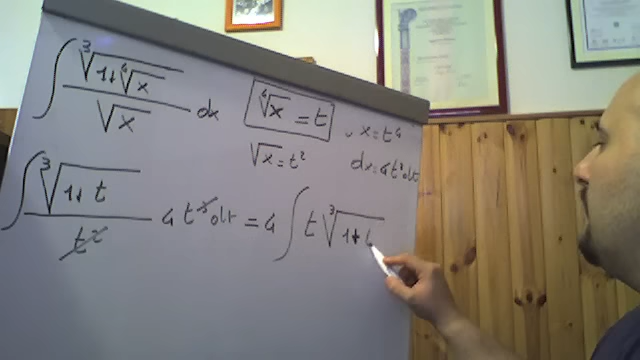 ∫ ∛(1+∜x) / √x dx
∜x = t
x = t⁴
√x = t²
dx = 4t³dt
∫ ∛(1+t) / t² 4t³dt = 4 ∫ t ∛(1+t